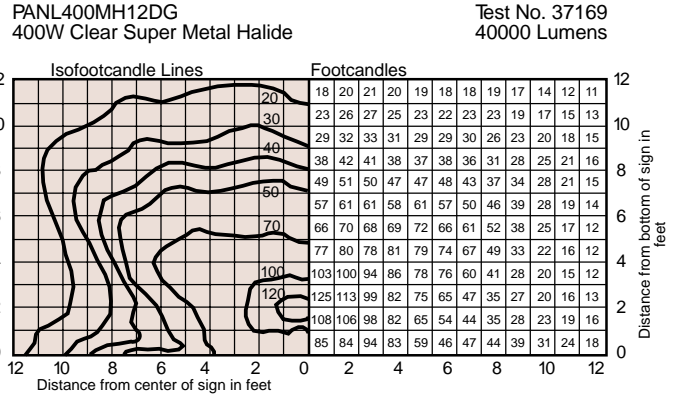 PANL400MH12DG Test No. 37169
400W Clear Super Metal Halide 40000 Lumens
Isofootcandle Lines Footcandles
20
30
40
50
70
100
120
18 20 21 20 19 18 18 19 17 14 12 11
23 26 27 25 23 22 23 23 19 17 15 13
29 32 33 31 29 29 30 26 23 20 18 15
38 42 41 38 37 38 36 31 28 25 21 16
49 51 50 47 47 48 43 37 34 28 21 15
57 61 61 58 61 57 50 46 39 28 19 14
66 70 68 69 72 66 61 52 38 25 17 12
77 80 78 81 79 74 67 49 33 22 16 12
103 100 94 86 78 76 60 41 28 20 15 12
125 113 99 82 75 65 47 35 27 20 16 13
108 106 98 82 65 54 44 35 28 23 19 16
85 84 94 83 59 46 47 44 39 31 24 18
12
10
8
6
4
2
0
Distance from bottom of sign in
feet
12 10 8 6 4 2 0 2 4 6 8 10 12
Distance from center of sign in feet